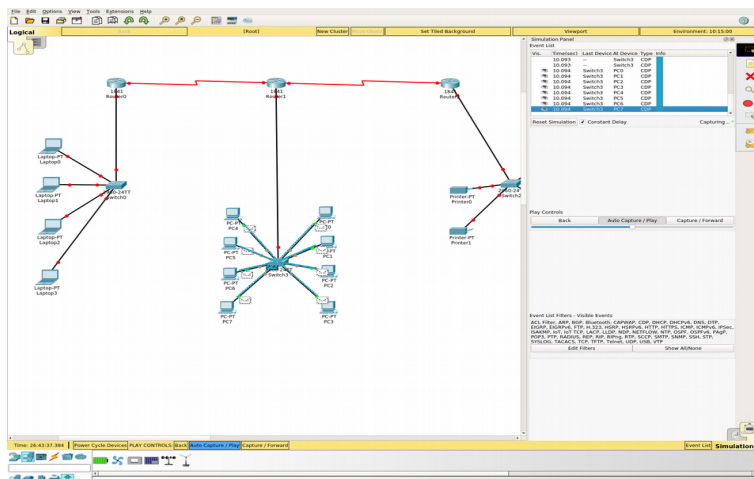 File Edit Options View Tools Extensions Help
Logical [Root] New Cluster Set Tiled Background Viewport Environment: 10:15:00
Simulation Panel
Event List
Vis. Time(sec) Last Device At Device Type Info
10.093 -- Switch3 CDP
10.093 -- Switch3 CDP
10.094 Switch3 PC0 CDP
10.094 Switch3 PC1 CDP
10.094 Switch3 PC2 CDP
10.094 Switch3 PC3 CDP
10.094 Switch3 PC4 CDP
10.094 Switch3 PC5 CDP
10.094 Switch3 PC6 CDP
10.094 Switch3 PC7 CDP
Reset Simulation Constant Delay Capturing...
Play Controls
Back Auto Capture / Play Capture / Forward
Event List Filters - Visible Events
ACL Filter, ARP, BGP, Bluetooth, CAPWAP, CDP, DHCP, DHCPv6, DNS, DTP,
EIGRP, EIGRPv6, FTP, H.323, HSRP, HSRPv6, HTTP, HTTPS, ICMP, ICMPv6, IPSec,
ISAKMP, IoT, IoT TCP, LACP, LLDP, NDP, NETFLOW, NTP, OSPF, OSPFv6, PAgP,
POP3, PTP, RADIUS, REP, RIP, RIPng, RTP, SCCP, SMTP, SNMP, SSH, STP,
SYSLOG, TACACS, TCP, TFTP, Telnet, UDP, USB, VTP
Edit Filters Show All/None
1841
Router0
1841
Router1
Laptop-PT
Laptop0
Laptop-PT
Laptop1
Laptop-PT
Laptop2
Laptop-PT
Laptop3
Switch0
PC-PT
PC4
PC5
PC-PT
PC6
PC-PT
PC7
PC1
PC2
PC-PT
PC3
Switch3
Printer-PT
Printer0
Printer-PT
Printer1
Time: 26:43:37.384 Power Cycle Devices PLAY CONTROLS: Back Auto Capture / Play Capture / Forward Event List Simulation